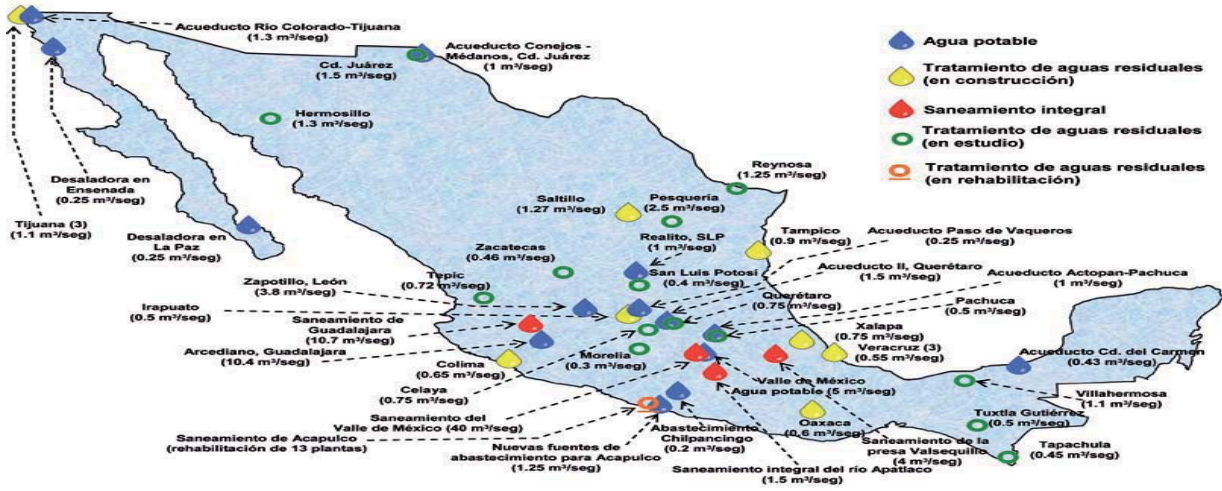 Acueducto Río Colorado-Tijuana
(1.3 m³/seg)
Cd. Juárez
(1.5 m³/seg)
Acueducto Conejos -
Médanos, Cd. Juárez
(1 m³/seg)
Agua potable
Tratamiento de aguas residuales
(en construcción)
Saneamiento integral
Tratamiento de aguas residuales
(en estudio)
Tratamiento de aguas residuales
(en rehabilitación)
Hermosillo
(1.3 m³/seg)
Desaladora en
Ensenada
(0.25 m³/seg)
Tijuana (3)
(1.1 m³/seg)
Desaladora en
La Paz
(0.25 m³/seg)
Reynosa
(1.25 m³/seg)
Saltillo
(1.27 m³/seg)
Pesquería
(2.5 m³/seg)
Tampico
(0.9 m³/seg)
Acueducto Paso de Vaqueros
(0.25 m³/seg)
Zacatecas
(0.46 m³/seg)
Realito, SLP
(1 m³/seg)
Tepic
(0.72 m³/seg)
San Luis Potosí
(0.4 m³/seg)
Acueducto II, Querétaro
(1.5 m³/seg)
Acueducto Actopan-Pachuca
(1 m³/seg)
Zapotillo, León
(3.8 m³/seg)
Querétaro
(0.75 m³/seg)
Pachuca
(0.5 m³/seg)
Irapuato
(0.5 m³/seg)
Saneamiento de
Guadalajara
(10.7 m³/seg)
Xalapa
(0.75 m³/seg)
Veracruz (3)
(0.55 m³/seg)
Arcediano, Guadalajara
(10.4 m³/seg)
Colima
(0.65 m³/seg)
Morelia
(0.3 m³/seg)
Acueducto Cd. del Carmen
(0.43 m³/seg)
Celaya
(0.75 m³/seg)
Valle de México
Agua potable (5 m³/seg)
Villahermosa
(1.1 m³/seg)
Saneamiento del
Valle de México (40 m³/seg)
Oaxaca
(0.6 m³/seg)
Tuxtla Gutiérrez
(0.5 m³/seg)
Saneamiento de Acapulco
(rehabilitación de 13 plantas)
Nuevas fuentes de
abastecimiento para Acapulco
(1.25 m³/seg)
Abastecimiento
Chilpancingo
(0.2 m³/seg)
Saneamiento de la
presa Valsequillo
(4 m³/seg)
Tapachula
(0.45 m³/seg)
Saneamiento integral del río Apatlaco
(1.5 m³/seg)